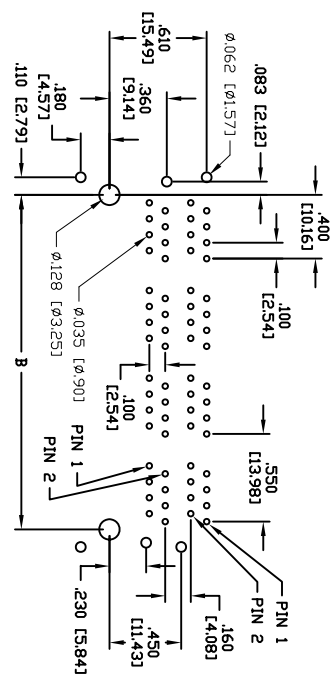 .610
[15.49]
.360
[9.14]
.180
[4.57]
.110 [2.79]
ø.062 [ø1.57]
.083 [2.12]
.400
[10.16]
.100
[2.54]
ø.128 [ø3.25]
ø.035 [ø.90]
B
.100
[2.54]
.550
[13.98]
PIN 1
PIN 2
PIN 1
PIN 2
.160
[4.08]
.450
[11.43]
.230 [5.84]